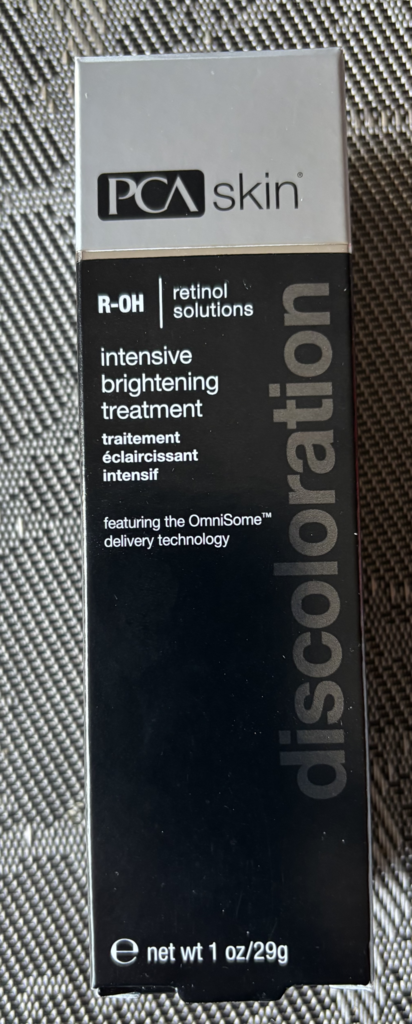 PCA skin®
R-OH
retinol
solutions
intensive
brightening
treatment
traitement
éclaircissant
intensif
featuring the OmniSome™
delivery technology
discoloration
℮ net wt 1 oz/29g